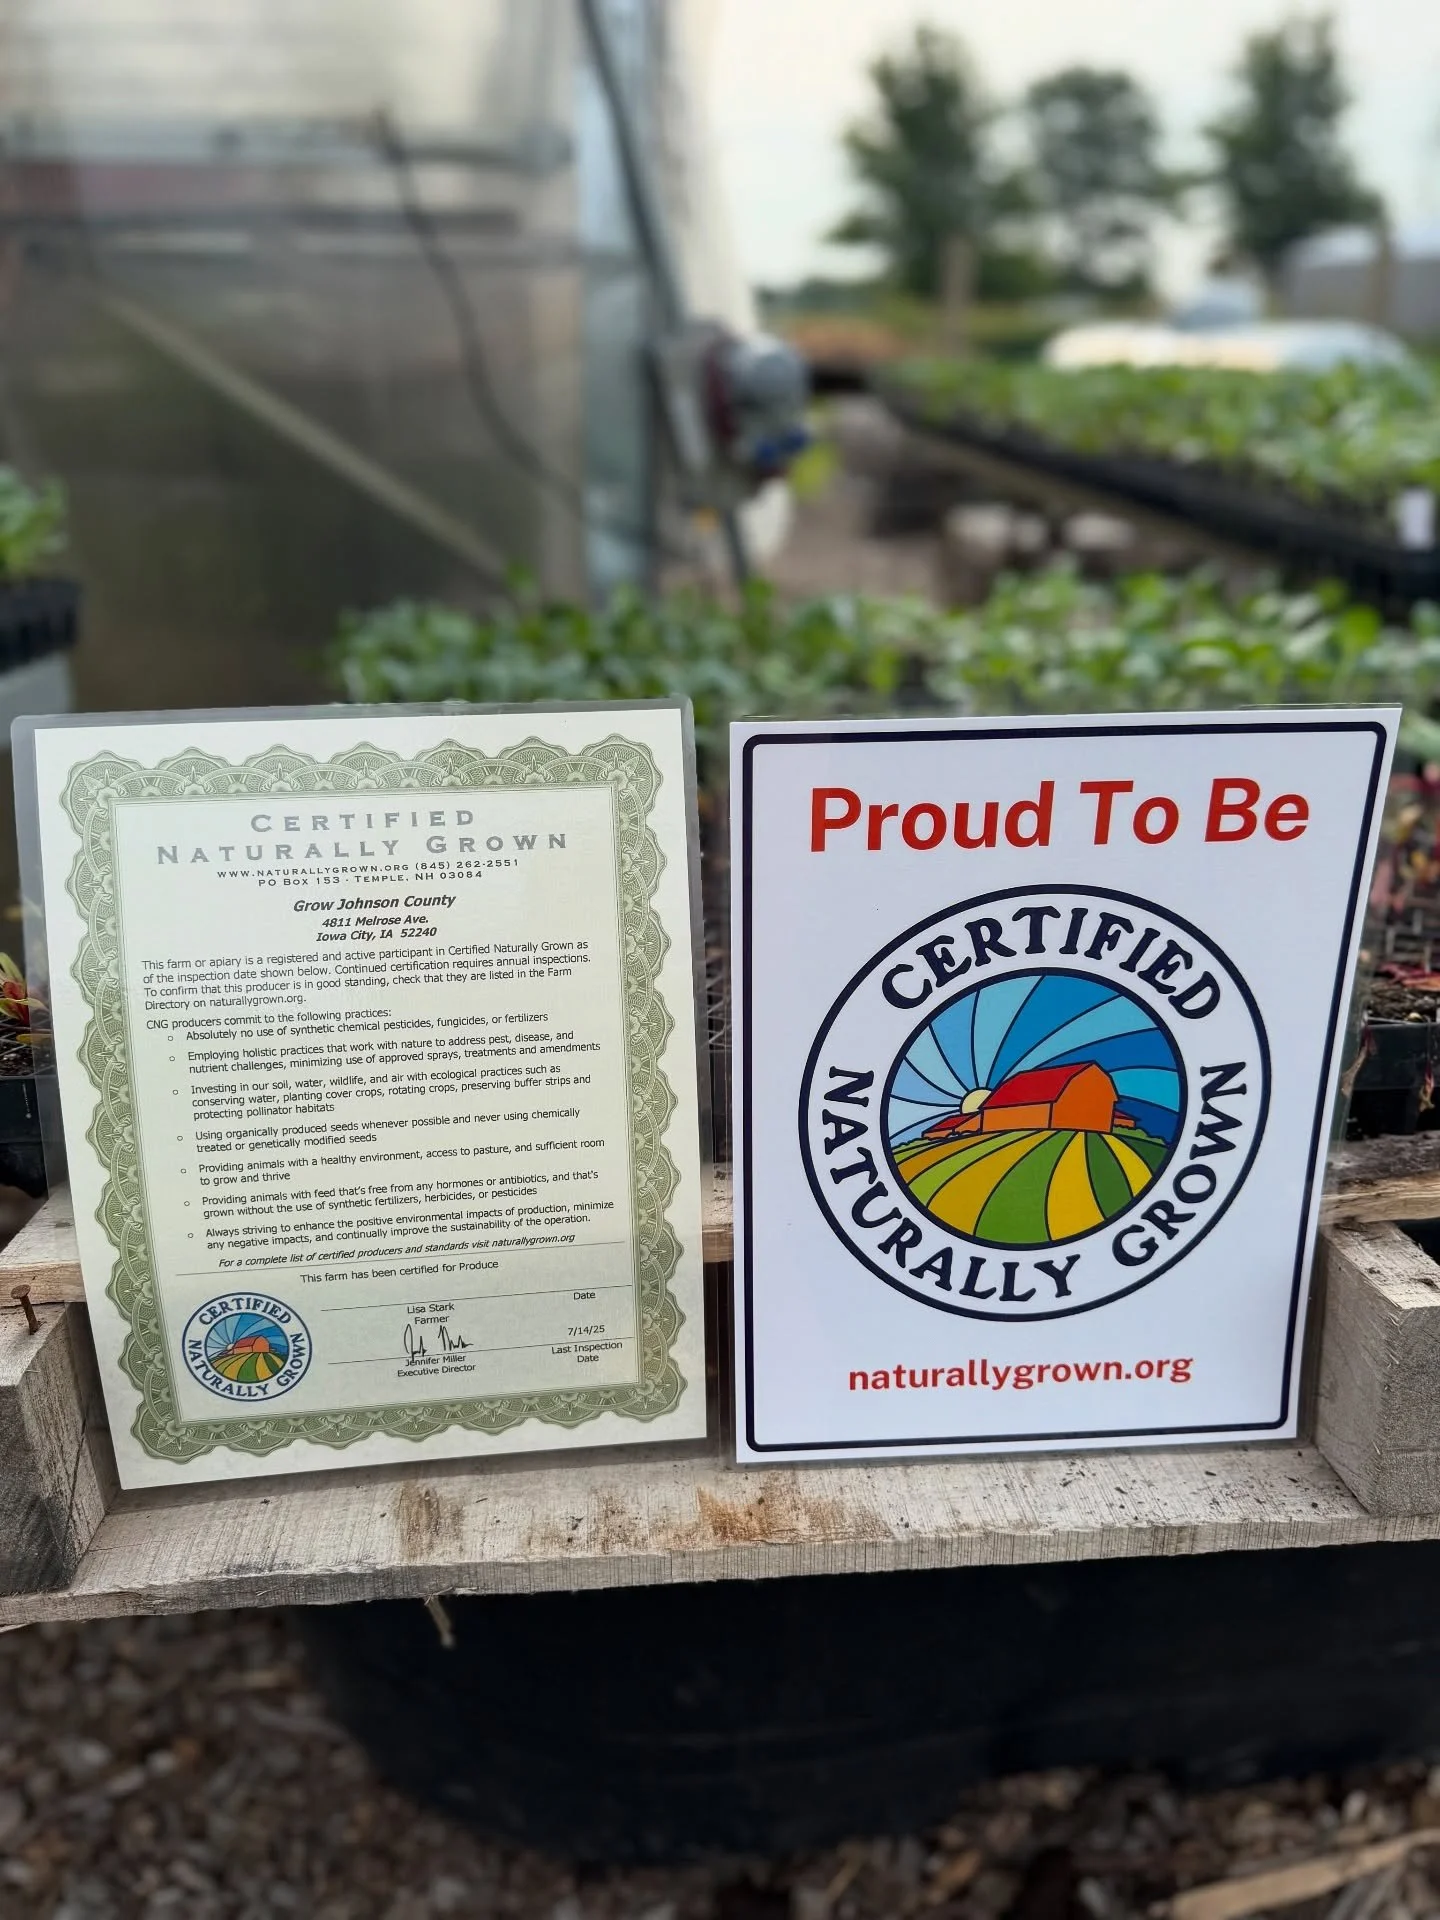 CERTIFIED
NATURALLY GROWN
WWW.NATURALLYGROWN.ORG (845) 262-2551
PO BOX 153 · TEMPLE, NH 03084
Grow Johnson County
4811 Melrose Ave.
Iowa City, IA 52240
This farm or apiary is a registered and active participant in Certified Naturally Grown as
of the inspection date shown below. Continued certification requires annual inspections.
To confirm that this producer is in good standing, check that they are listed in the Farm
Directory on naturallygrown.org.
CNG producers commit to the following practices:
○ Absolutely no use of synthetic chemical pesticides, fungicides, or fertilizers
○ Employing holistic practices that work with nature to address pest, disease, and
nutrient challenges, minimizing use of approved sprays, treatments and amendments
○ Investing in our soil, water, wildlife, and air with ecological practices such as
conserving water, planting cover crops, rotating crops, preserving buffer strips and
protecting pollinator habitats
○ Using organically produced seeds whenever possible and never using chemically
treated or genetically modified seeds
○ Providing animals with a healthy environment, access to pasture, and sufficient room
to grow and thrive
○ Providing animals with feed that's free from any hormones or antibiotics, and that's
grown without the use of synthetic fertilizers, herbicides, or pesticides
○ Always striving to enhance the positive environmental impacts of production, minimize
any negative impacts, and continually improve the sustainability of the operation.
For a complete list of certified producers and standards visit naturallygrown.org
This farm has been certified for Produce
Lisa Stark
Farmer
Date
Jennifer Miller
Executive Director
7/14/25
Last Inspection
Date
CERTIFIED
NATURALLY GROWN
Proud To Be
CERTIFIED
NATURALLY GROWN
naturallygrown.org